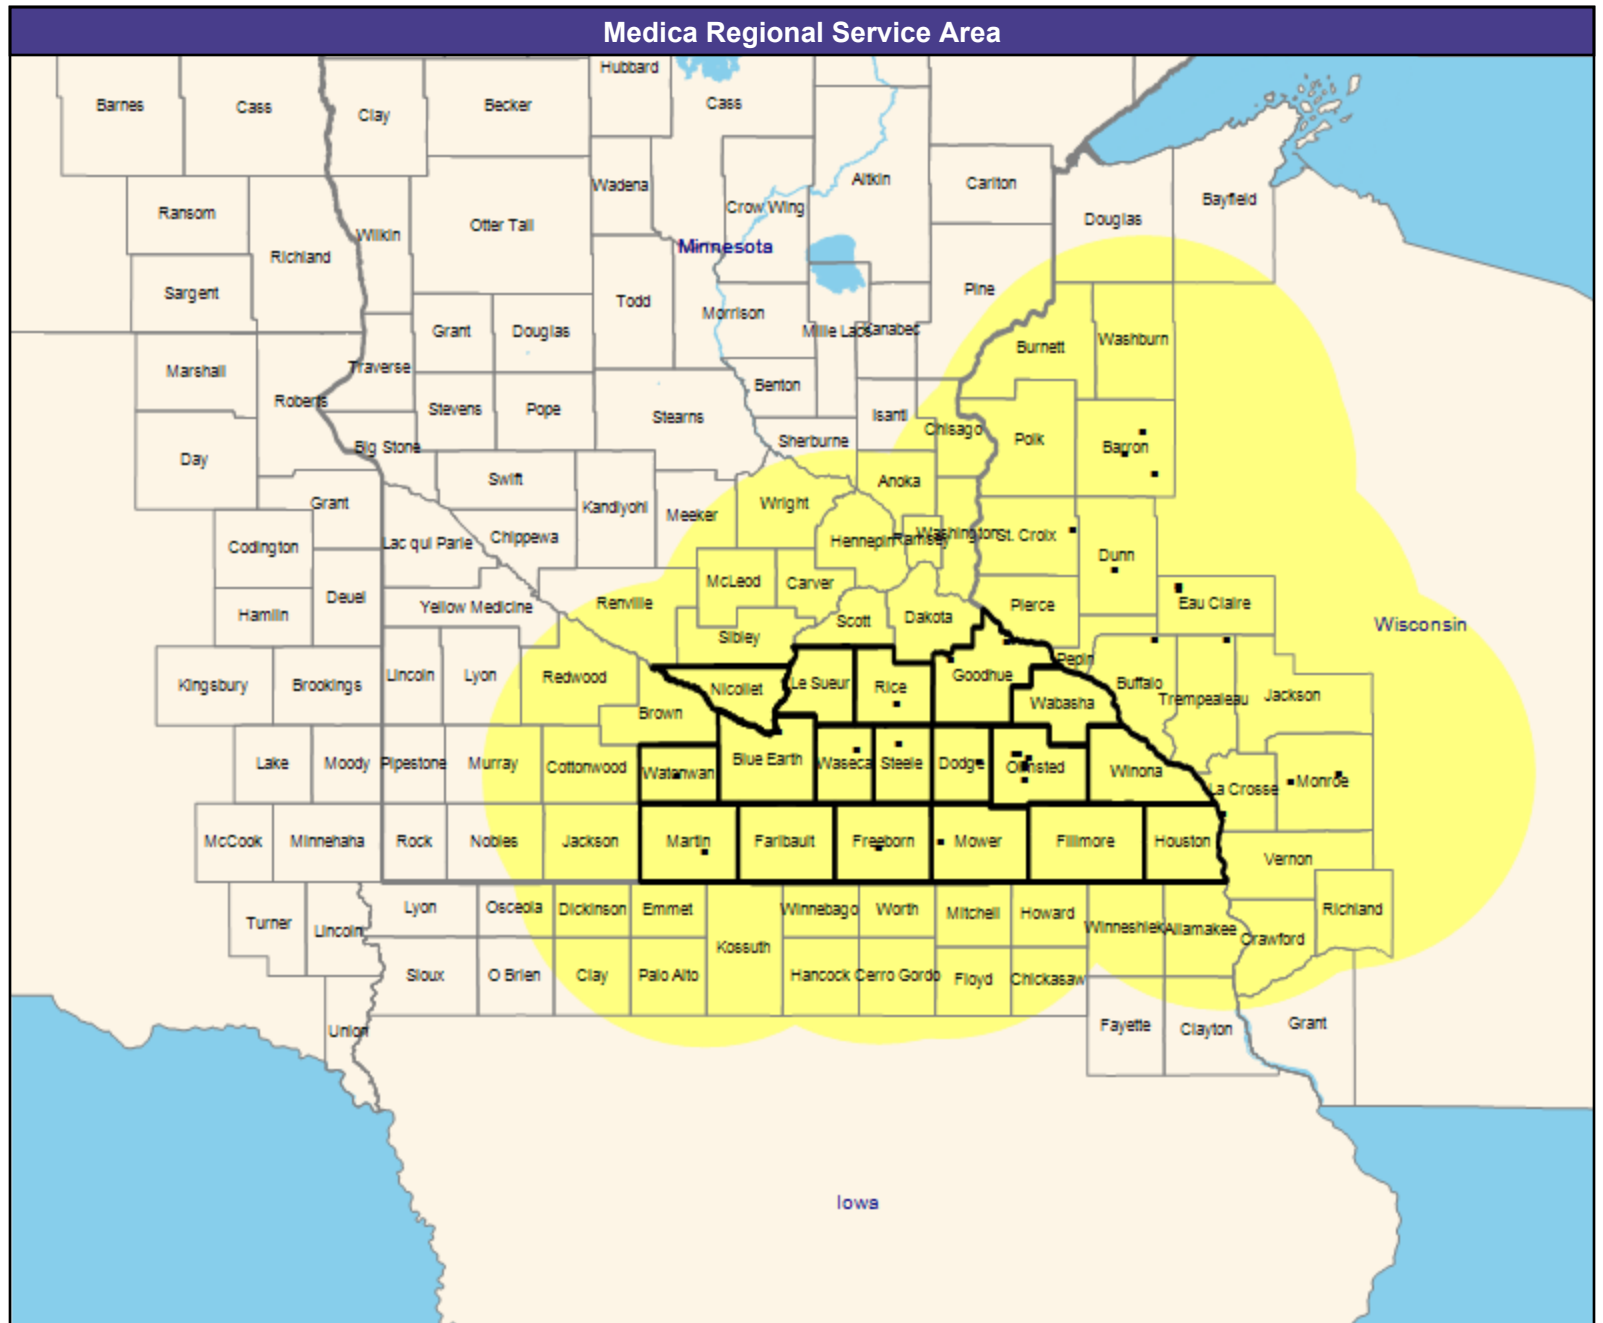 Medica Regional Service Area
Hubbard
Barnes
Cass
Clay
Becker
Cass
Wadena
Aitkin
Carlton
Ransom
Crow Wing
Bayfield
Douglas
Otter Tail
Wilkin
Minnesota
Richland
Sargent
Todd
Pine
Morrison
Grant
Douglas
Mille Lacs
Kanabec
Burnett
Washburn
Marshall
Traverse
Benton
Roberts
Stevens
Pope
Stearns
Isanti
Chisago
Polk
Big Stone
Sherburne
Barron
Day
Swift
Anoka
Grant
Kandiyohi
Meeker
Wright
Codington
Lac qui Parle
Chippewa
Hennepin
Ramsey
Washington
St. Croix
Dunn
Deuel
McLeod
Carver
Hamlin
Yellow Medicine
Renville
Scott
Dakota
Pierce
Eau Claire
Wisconsin
Sibley
Pepin
Kingsbury
Brookings
Lincoln
Lyon
Redwood
Nicollet
Le Sueur
Rice
Goodhue
Buffalo
Trempealeau
Jackson
Brown
Wabasha
Lake
Moody
Pipestone
Murray
Cottonwood
Watonwan
Blue Earth
Waseca
Steele
Dodge
Olmsted
Winona
La Crosse
Monroe
McCook
Minnehaha
Rock
Nobles
Jackson
Martin
Faribault
Freeborn
Mower
Fillmore
Houston
Vernon
Turner
Lincoln
Lyon
Osceola
Dickinson
Emmet
Winnebago
Worth
Mitchell
Howard
Winneshiek
Allamakee
Crawford
Richland
Kossuth
Sioux
O Brien
Clay
Palo Alto
Hancock
Cerro Gordo
Floyd
Chickasaw
Union
Fayette
Clayton
Grant
Iowa